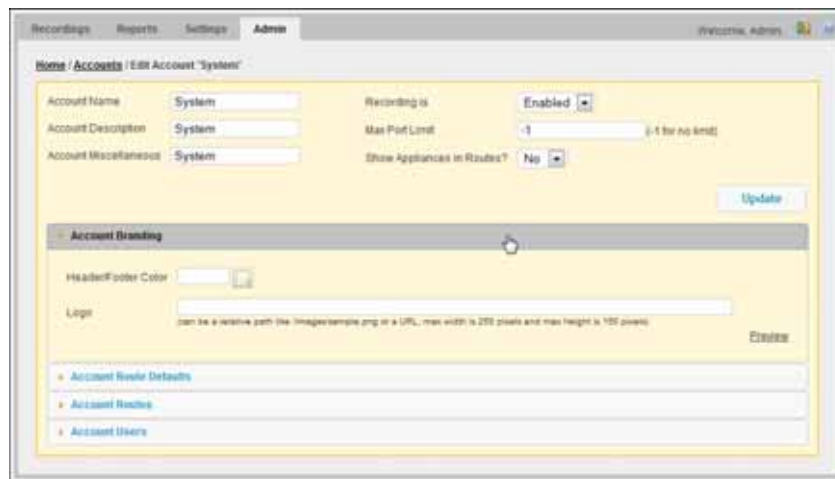 Recordings Reports Settings Admin Welcome, Admin
Home / Accounts / Edit Account "System"
Account Name System Recording is Enabled
Account Description System Max Port Limit -1 (-1 for no limit)
Account Miscellaneous System Show Appliances in Routes? No
Update
Account Branding
Header/Footer Color
Logo
(can be a relative path like /images/sample.png or a URL; max width is 250 pixels and max height is 150 pixels)
Preview
Account Route Defaults
Account Routes
Account Users